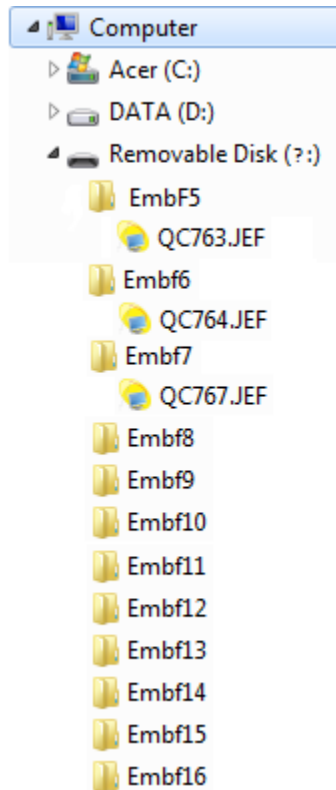 Computer
Acer (C:)
DATA (D:)
Removable Disk (?:)
EmbF5
QC763.JEF
Embf6
QC764.JEF
Embf7
QC767.JEF
Embf8
Embf9
Embf10
Embf11
Embf12
Embf13
Embf14
Embf15
Embf16